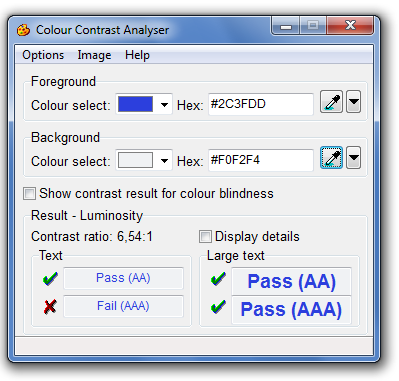 Colour Contrast Analyser
Options Image Help
Foreground
Colour select: Hex: #2C3FDD
Background
Colour select: Hex: #F0F2F4
Show contrast result for colour blindness
Result - Luminosity
Contrast ratio: 6,54:1 Display details
Text Large text
Pass (AA) Pass (AA)
Fail (AAA) Pass (AAA)